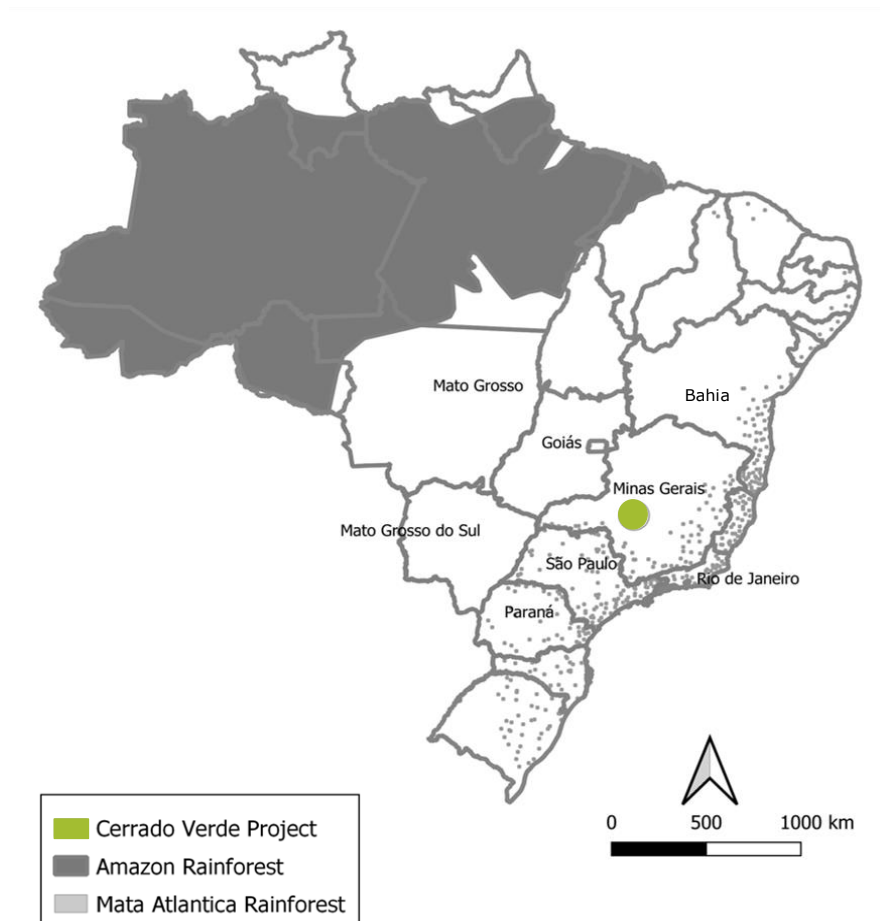 Mato Grosso
Bahia
Goiás
Minas Gerais
Mato Grosso do Sul
São Paulo
Rio de Janeiro
Paraná
Cerrado Verde Project
Amazon Rainforest
Mata Atlantica Rainforest
0 500 1000 km